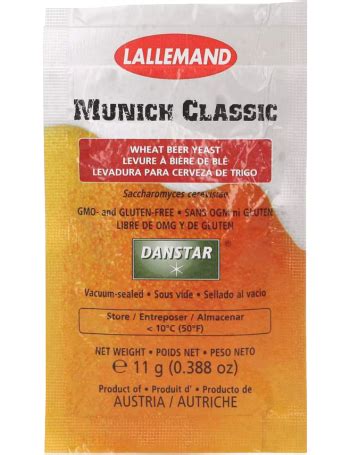 LALLEMAND
MUNICH CLASSIC
WHEAT BEER YEAST
LEVURE À BIÈRE DE BLÉ
LEVADURA PARA CERVEZA DE TRIGO
Saccharomyces cerevisiae
GMO- and GLUTEN-FREE • SANS OGM ni GLUTEN
LIBRE DE OMG Y DE GLUTEN
DANSTAR ®
Vacuum-sealed • Sous vide • Sellado al vacio
Store / Entreposer / Almacenar
< 10°C (50°F)
NET WEIGHT • POIDS NET • PESO NETO
℮ 11 g (0.388 oz)
Product of • Produit d' • Producto de
AUSTRIA / AUTRICHE